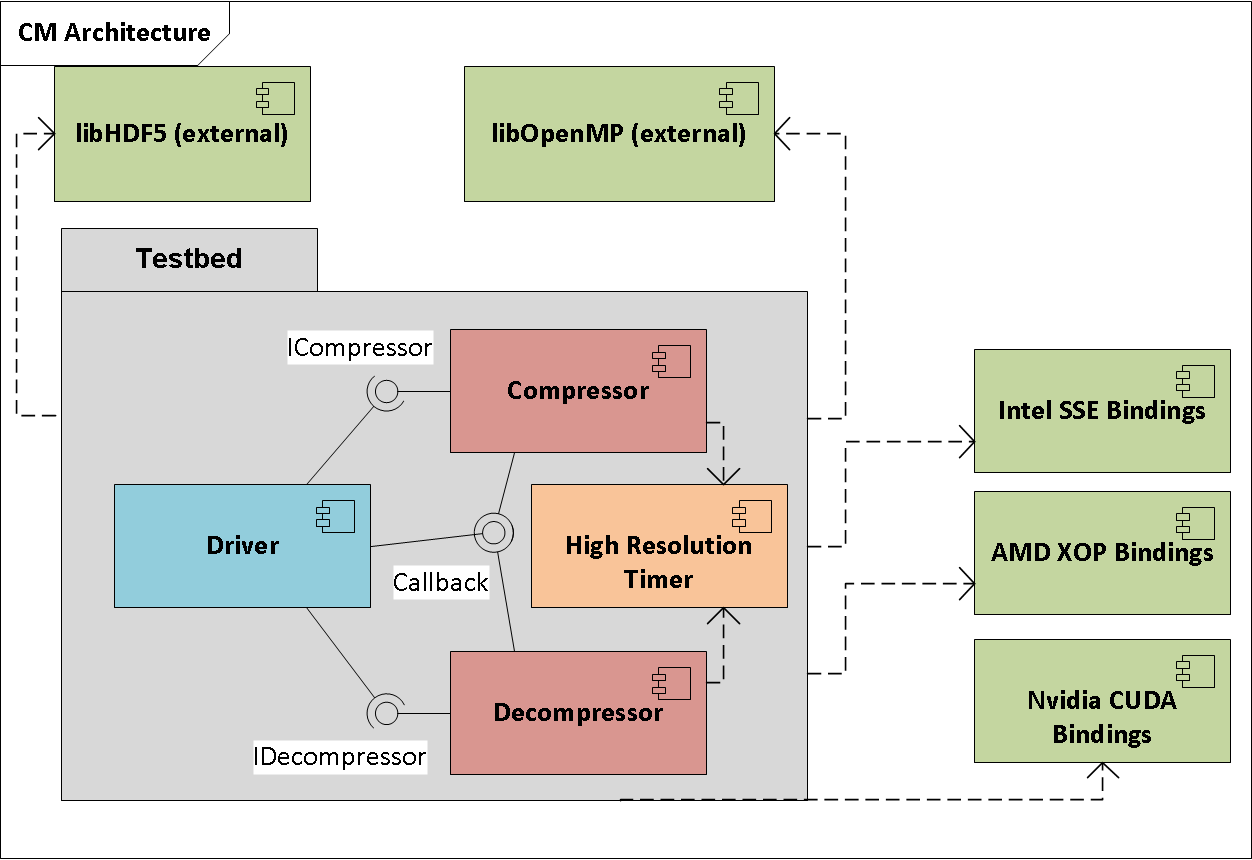 CM Architecture
libHDF5 (external)
libOpenMP (external)
Testbed
ICompressor
Compressor
Intel SSE Bindings
Driver
High Resolution
Timer
AMD XOP Bindings
Callback
Decompressor
Nvidia CUDA
Bindings
IDecompressor